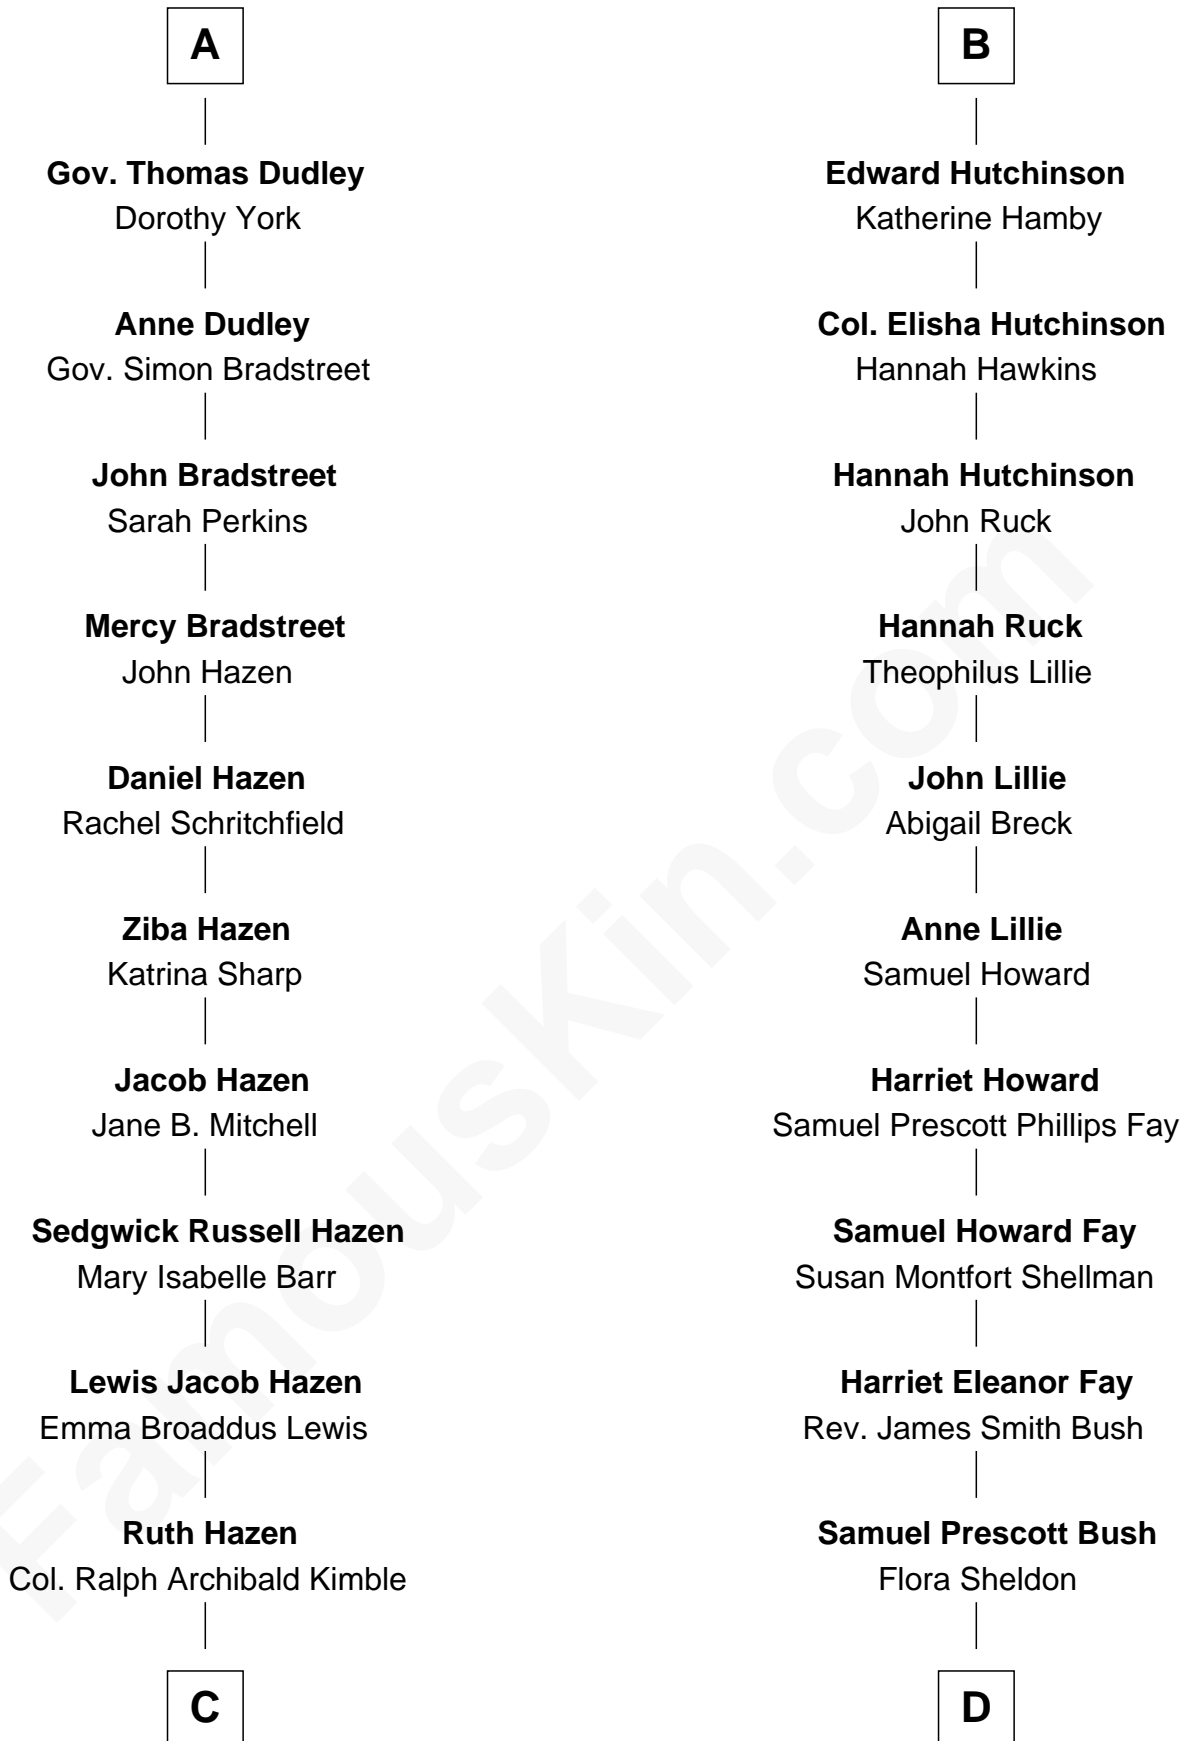 A
Gov. Thomas Dudley
Dorothy York
Anne Dudley
Gov. Simon Bradstreet
John Bradstreet
Sarah Perkins
Mercy Bradstreet
John Hazen
Daniel Hazen
Rachel Schritchfield
Ziba Hazen
Katrina Sharp
Jacob Hazen
Jane B. Mitchell
Sedgwick Russell Hazen
Mary Isabelle Barr
Lewis Jacob Hazen
Emma Broaddus Lewis
Ruth Hazen
Col. Ralph Archibald Kimble
C
B
Edward Hutchinson
Katherine Hamby
Col. Elisha Hutchinson
Hannah Hawkins
Hannah Hutchinson
John Ruck
Hannah Ruck
Theophilus Lillie
John Lillie
Abigail Breck
Anne Lillie
Samuel Howard
Harriet Howard
Samuel Prescott Phillips Fay
Samuel Howard Fay
Susan Montfort Shellman
Harriet Eleanor Fay
Rev. James Smith Bush
Samuel Prescott Bush
Flora Sheldon
D
FamousKin.com